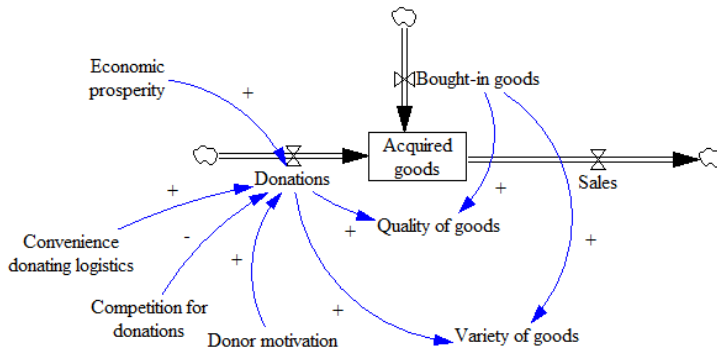 Economic
prosperity
+
Bought-in goods
Acquired
goods
Donations
Sales
+
+
Quality of goods
+
Convenience
donating logistics
-
+
+
Competition for
donations
Donor motivation
+
Variety of goods